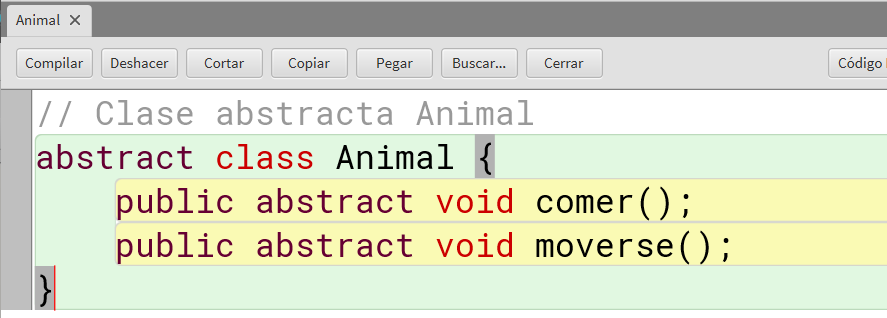 Animal ✕
Compilar Deshacer Cortar Copiar Pegar Buscar... Cerrar Código
// Clase abstracta Animal
abstract class Animal {
    public abstract void comer();
    public abstract void moverse();
}